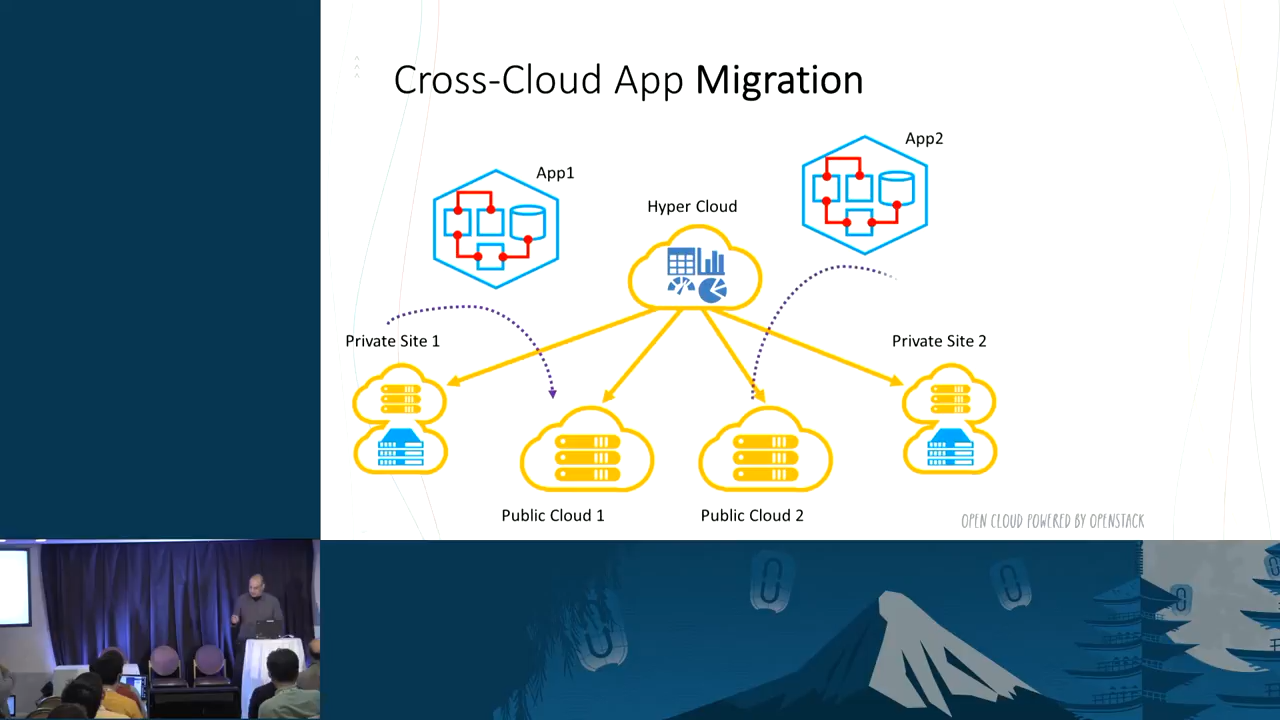 Cross-Cloud App Migration
App1
App2
Hyper Cloud
Private Site 1
Private Site 2
Public Cloud 1
Public Cloud 2
OPEN CLOUD POWERED BY OPENSTACK